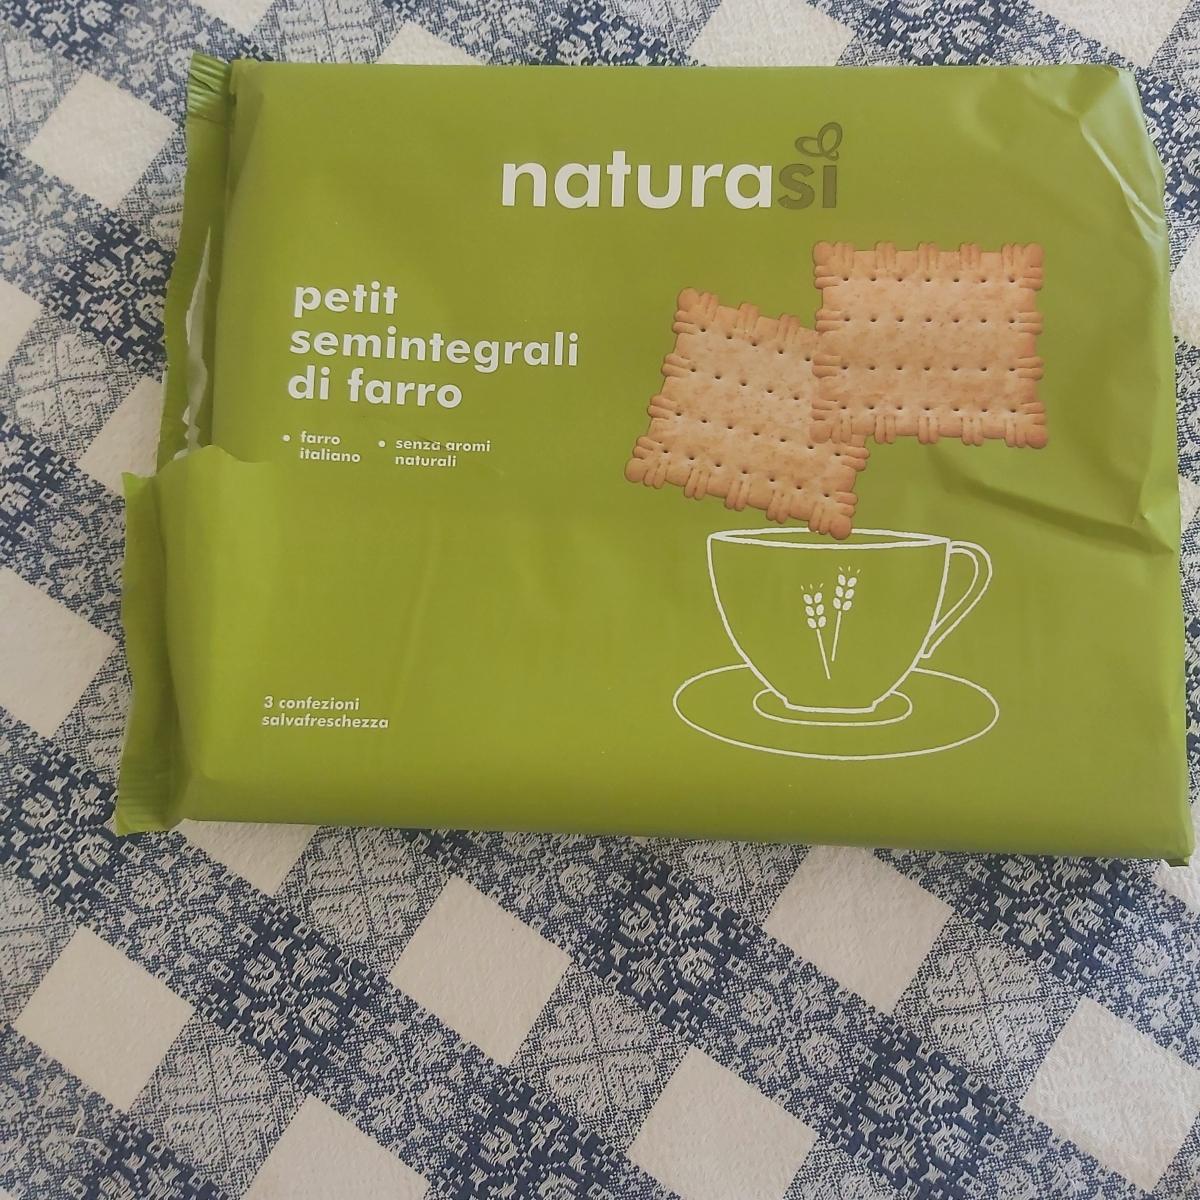 naturasì
petit
semintegrali
di farro
• farro
italiano
• senza aromi
naturali
3 confezioni
salvafreschezza